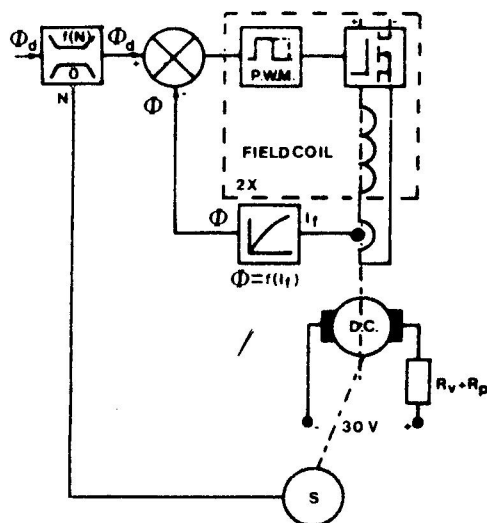 Φd
f(N)
0
Φd
+
-
Φ
N
P.W.M.
+
-
FIELDCOIL
2X
Φ
If
Φ=f(If)
D.C.
Rv+Rp
-
30 V
+
S